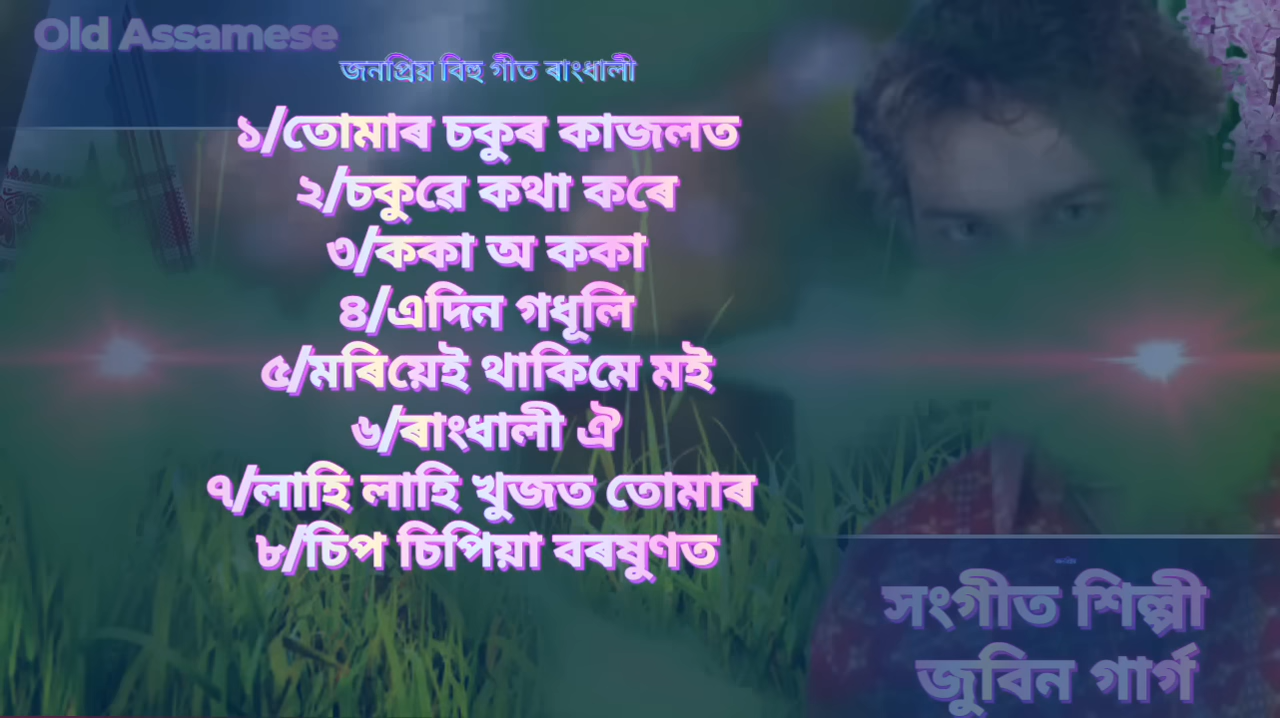 Old Assamese
জনপ্ৰিয় বিহু গীত ৰাংধালী
১/তোমাৰ চকুৰ কাজলত
২/চকুৱে কথা কৰে
৩/ককা অ ককা
৪/এদিন গধূলি
৫/মৰিয়েই থাকিমে মই
৬/ৰাংধালী ঐ
৭/লাহি লাহি খুজত তোমাৰ
৮/চিপ চিপিয়া বৰষুণত
সংগীত শিল্পী
জুবিন গাৰ্গ